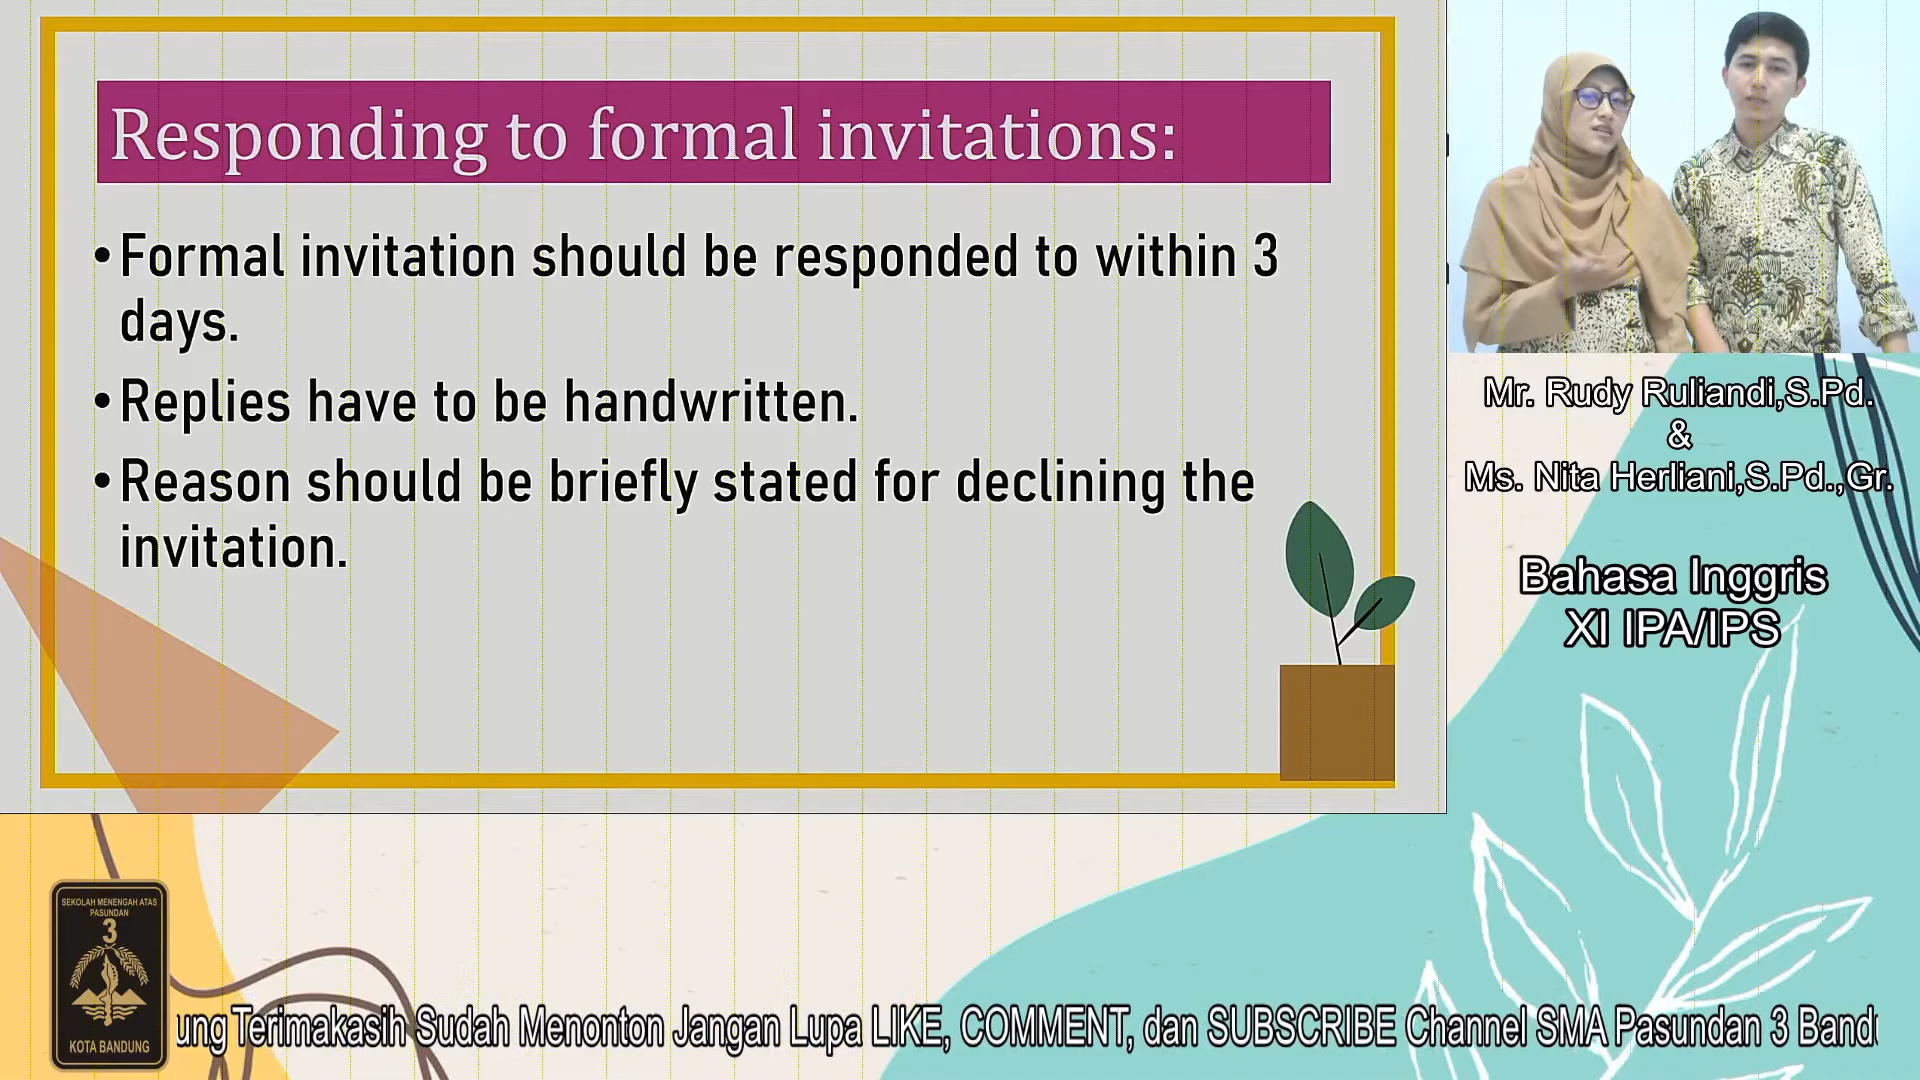 Responding to formal invitations:
•Formal invitation should be responded to within 3
days.
•Replies have to be handwritten.
•Reason should be briefly stated for declining the
invitation.
Mr. Rudy Ruliandi,S.Pd.
&
Ms. Nita Herliani,S.Pd.,Gr.
Bahasa Inggris
XI IPA/IPS
SEKOLAH MENENGAH ATAS
PASUNDAN
3
KOTA BANDUNG
ung Terimakasih Sudah Menonton Jangan Lupa LIKE, COMMENT, dan SUBSCRIBE Channel SMA Pasundan 3 Band